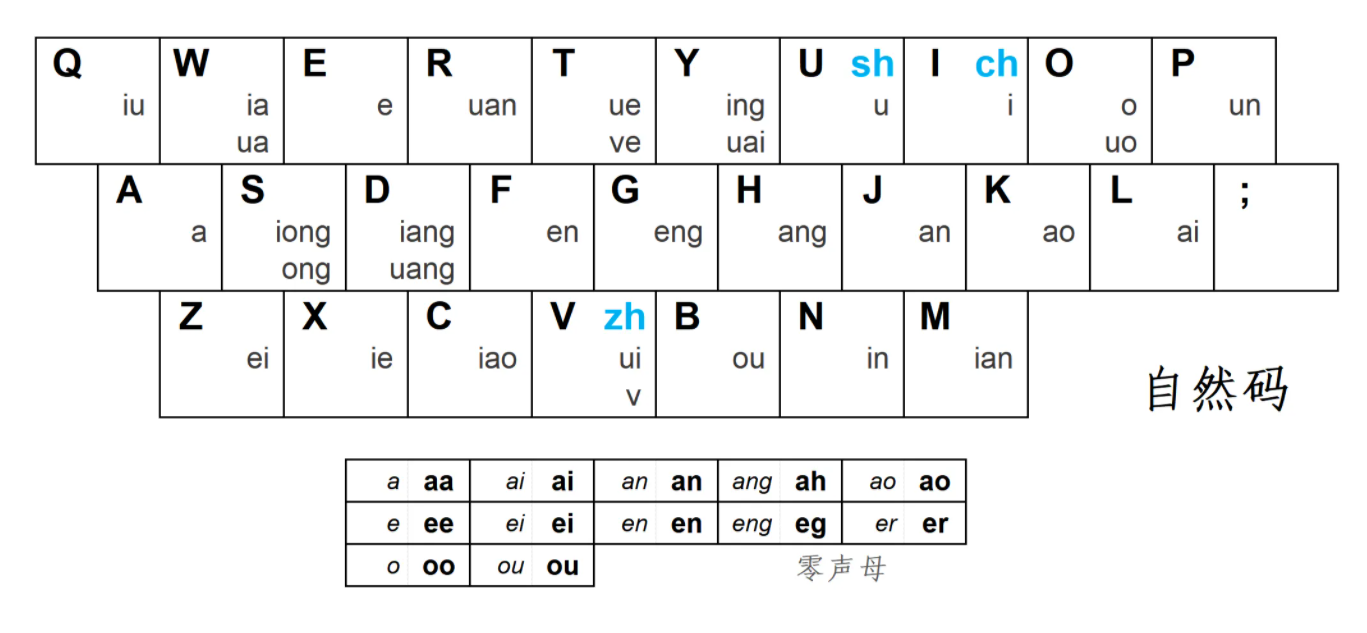 Q W E R T Y U sh I ch O P
iu ia e uan ue ing u i o un
ua ve uai uo
A S D F G H J K L ;
a iong iang en eng ang an ao ai
ong uang
Z X C V zh B N M
ei ie iao ui ou in ian
v
自然码
a aa ai ai an an ang ah ao ao
e ee ei ei en en eng eg er er
o oo ou ou
零声母